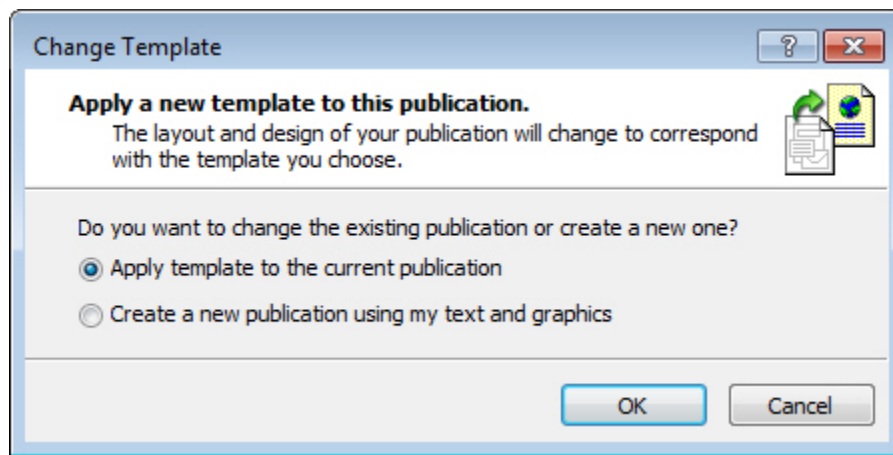 Change Template
Apply a new template to this publication.
The layout and design of your publication will change to correspond
with the template you choose.
Do you want to change the existing publication or create a new one?
Apply template to the current publication
Create a new publication using my text and graphics
OK
Cancel